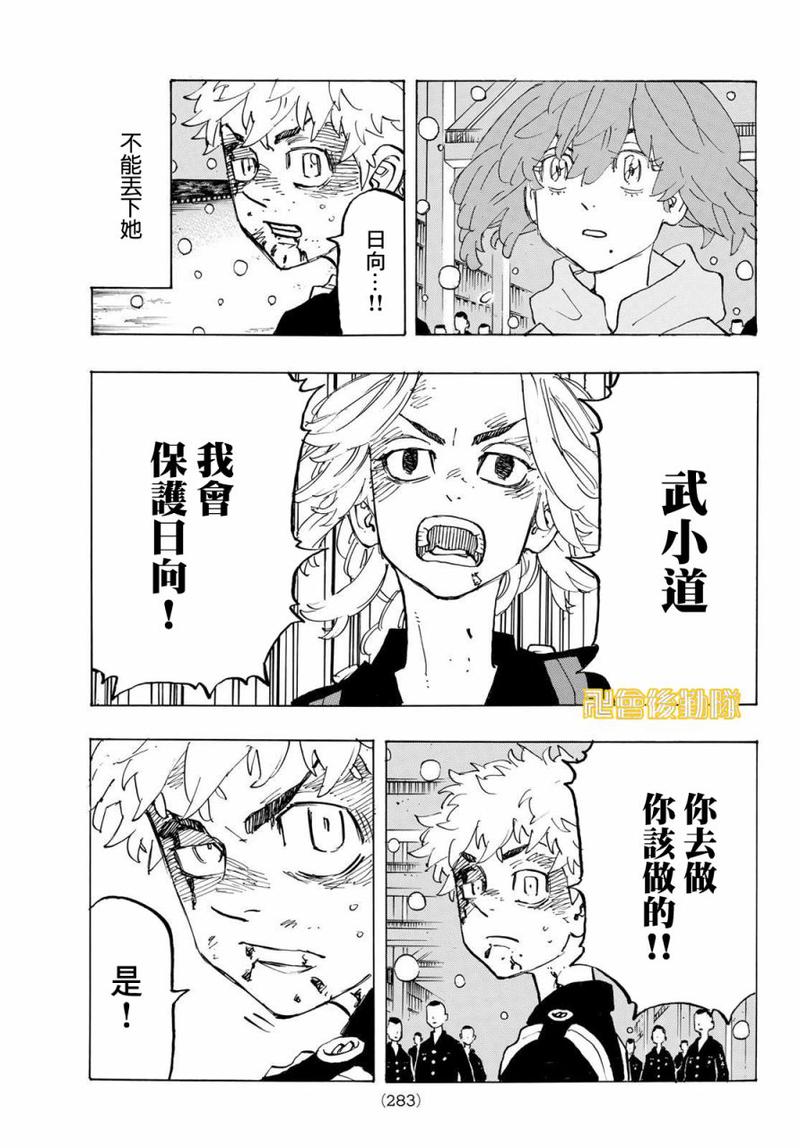 日向…!!
不能丟下她
武小道
我會
保護日向！
卍會後勤隊
你去做
你該做的!!
是！
（283）